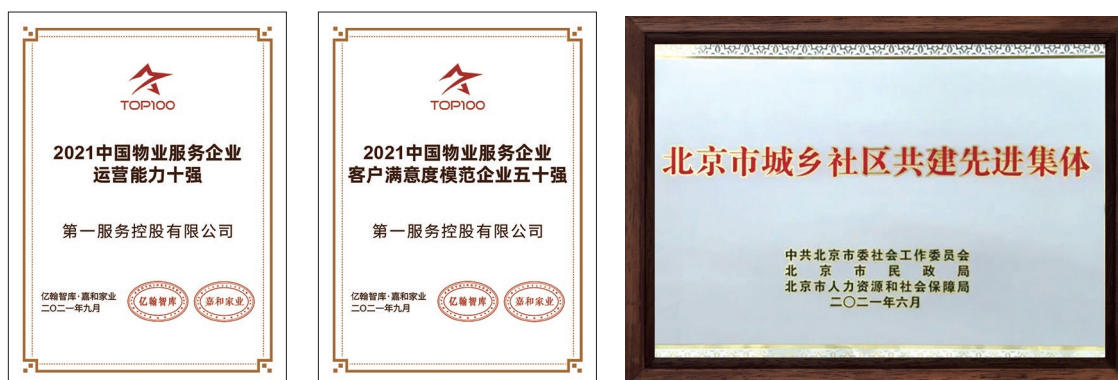 TOP100
2021中国物业服务企业
运营能力十强
第一服务控股有限公司
亿翰智库·嘉和家业
二〇二一年九月
亿翰智库
嘉和家业
TOP100
2021中国物业服务企业
客户满意度模范企业五十强
第一服务控股有限公司
亿翰智库·嘉和家业
二〇二一年九月
亿翰智库
嘉和家业
北京市城乡社区共建先进集体
中共北京市委社会工作委员会
北京市民政局
北京市人力资源和社会保障局
二〇二一年六月